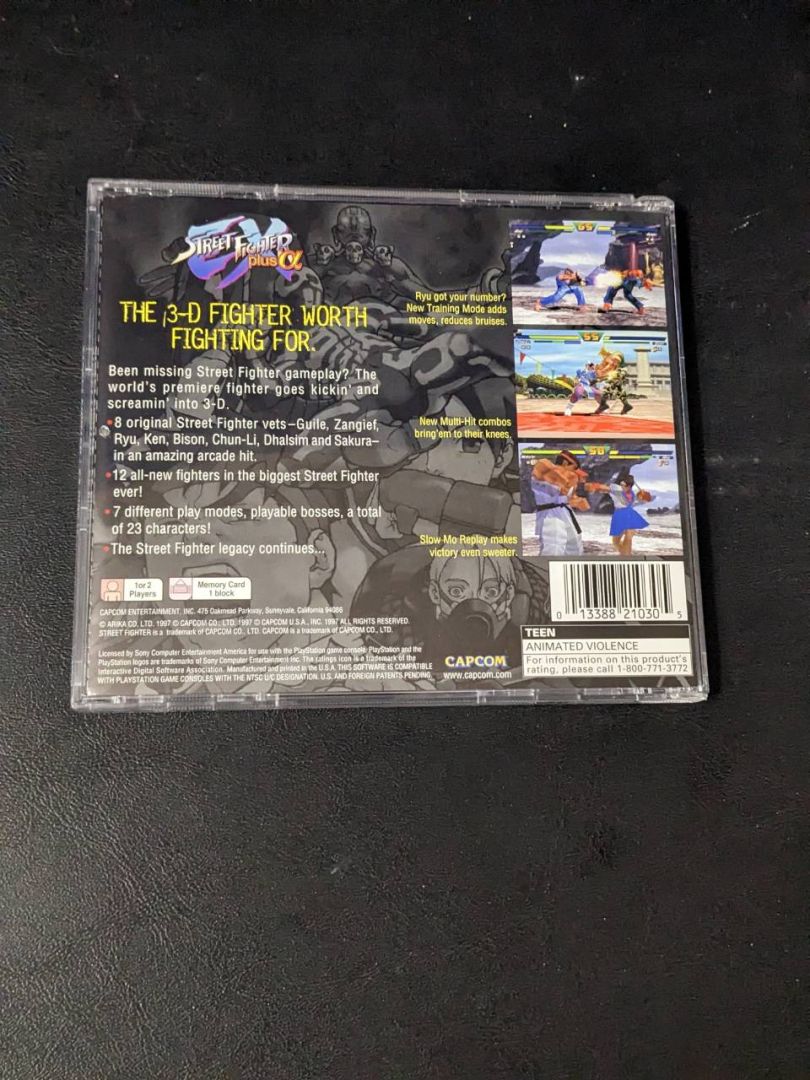 STREET FIGHTER
EX
plus α
THE 3-D FIGHTER WORTH
FIGHTING FOR.
Been missing Street Fighter gameplay? The
world's premiere fighter goes kickin' and
screamin' into 3-D.
•8 original Street Fighter vets–Guile, Zangief,
Ryu, Ken, Bison, Chun-Li, Dhalsim and Sakura–
in an amazing arcade hit.
•12 all-new fighters in the biggest Street Fighter
ever!
•7 different play modes, playable bosses, a total
of 23 characters!
•The Street Fighter legacy continues...
Ryu got your number?
New Training Mode adds
moves, reduces bruises.
New Multi-Hit combos
bring'em to their knees.
Slow Mo Replay makes
victory even sweeter.
1or 2
Players
Memory Card
1 block
CAPCOM ENTERTAINMENT, INC. 475 Oakmead Parkway, Sunnyvale, California 94086
© ARIKA CO. LTD. 1997 © CAPCOM CO., LTD. 1997 © CAPCOM U.S.A., INC. 1997 ALL RIGHTS RESERVED.
STREET FIGHTER is a trademark of CAPCOM CO., LTD. CAPCOM is a trademark of CAPCOM CO., LTD.
Licensed by Sony Computer Entertainment America for use with the PlayStation game console. PlayStation and the
PlayStation logos are trademarks of Sony Computer Entertainment Inc. The ratings icon is a trademark of the
Interactive Digital Software Association. Manufactured and printed in the U.S.A. THIS SOFTWARE IS COMPATIBLE
WITH PLAYSTATION GAME CONSOLES WITH THE NTSC U/C DESIGNATION. U.S. AND FOREIGN PATENTS PENDING.
CAPCOM
www.capcom.com
0 13388 21030 5
TEEN
ANIMATED VIOLENCE
For information on this product's
rating, please call 1-800-771-3772